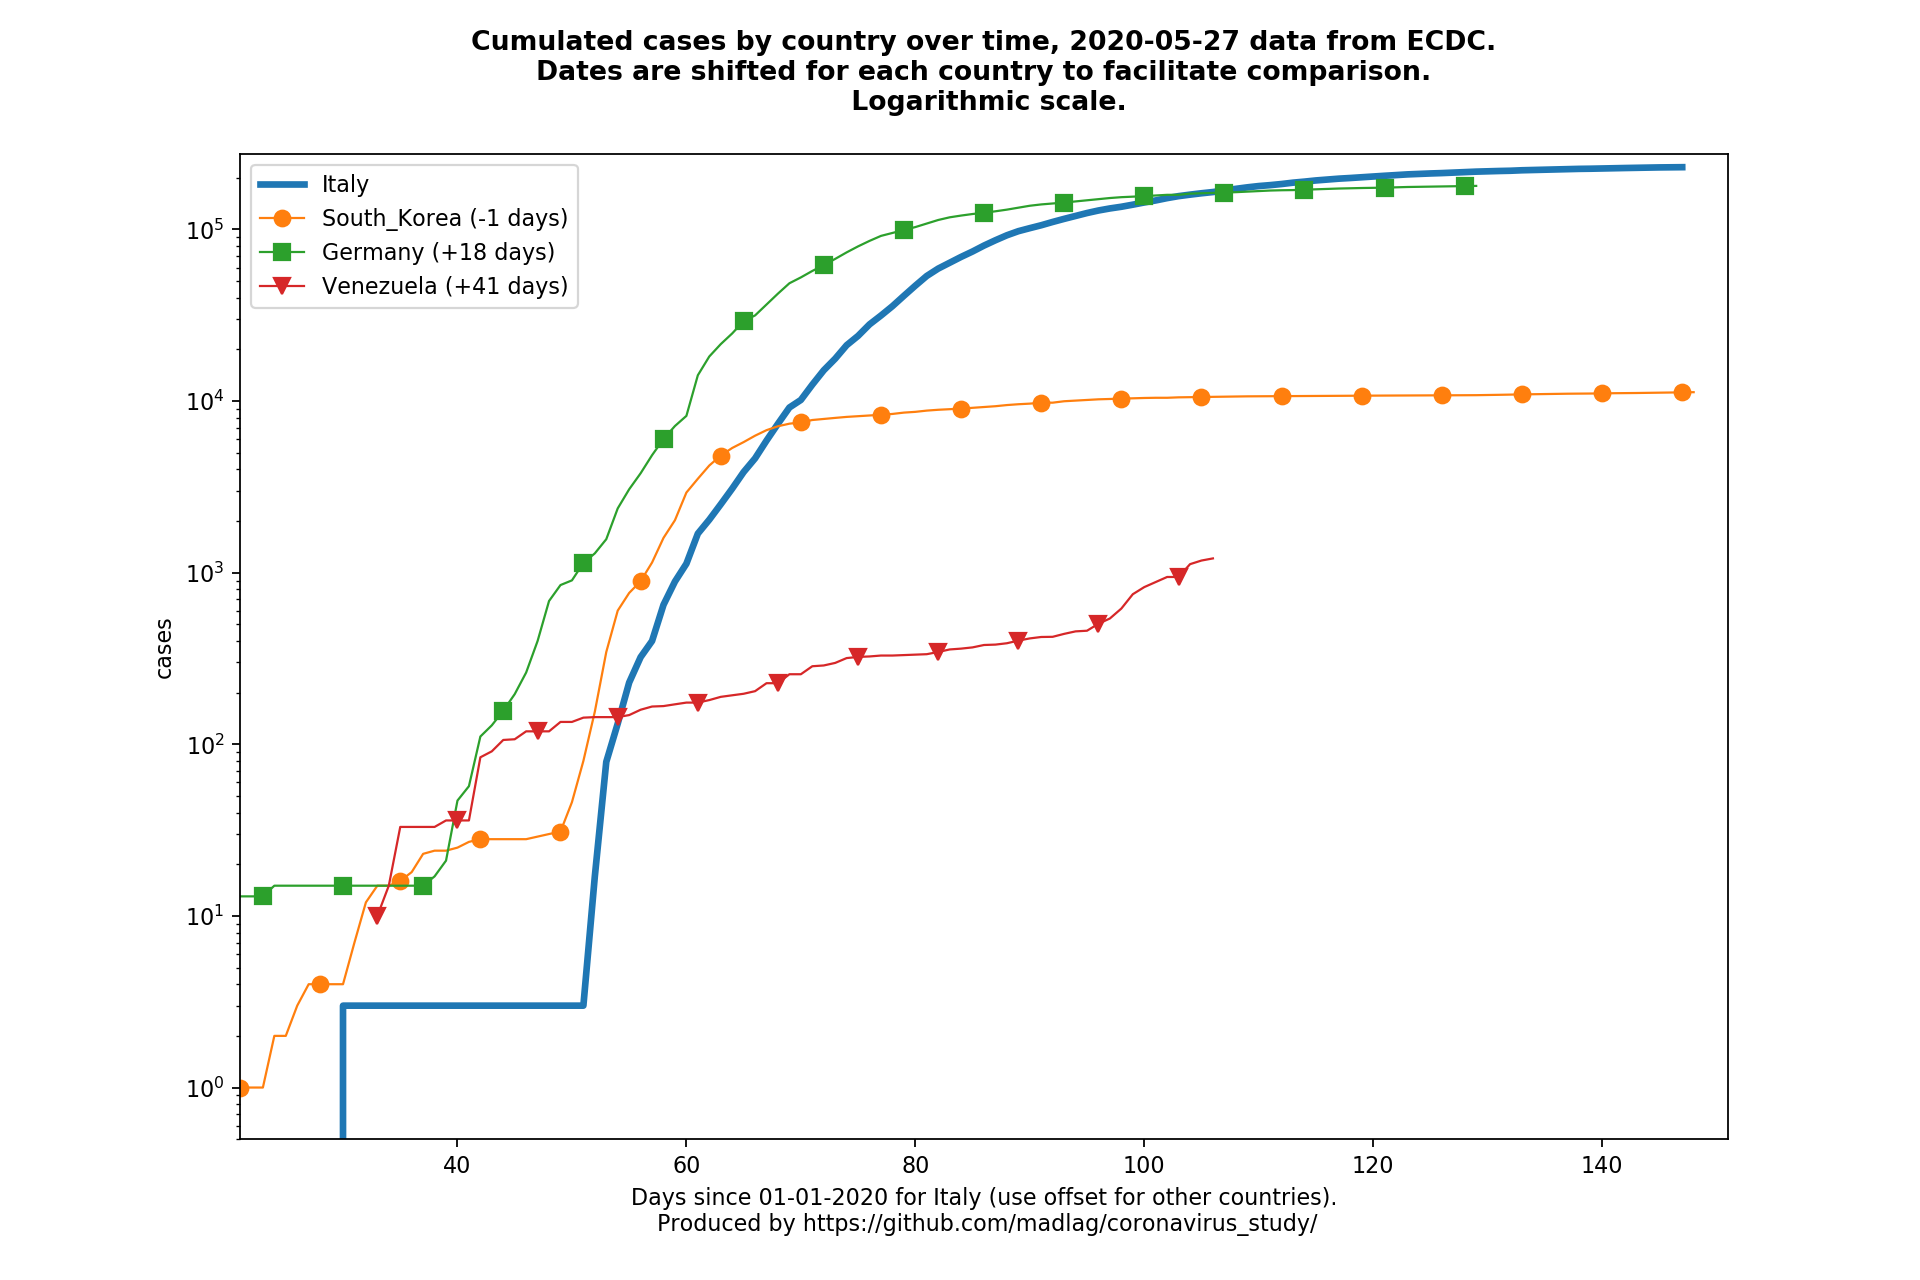 Cumulated cases by country over time, 2020-05-27 data from ECDC.
Dates are shifted for each country to facilitate comparison.
Logarithmic scale.
Italy
South_Korea (-1 days)
Germany (+18 days)
Venezuela (+41 days)
cases
10^5
10^4
10^3
10^2
10^1
10^0
40 60 80 100 120 140
Days since 01-01-2020 for Italy (use offset for other countries).
Produced by https://github.com/madlag/coronavirus_study/